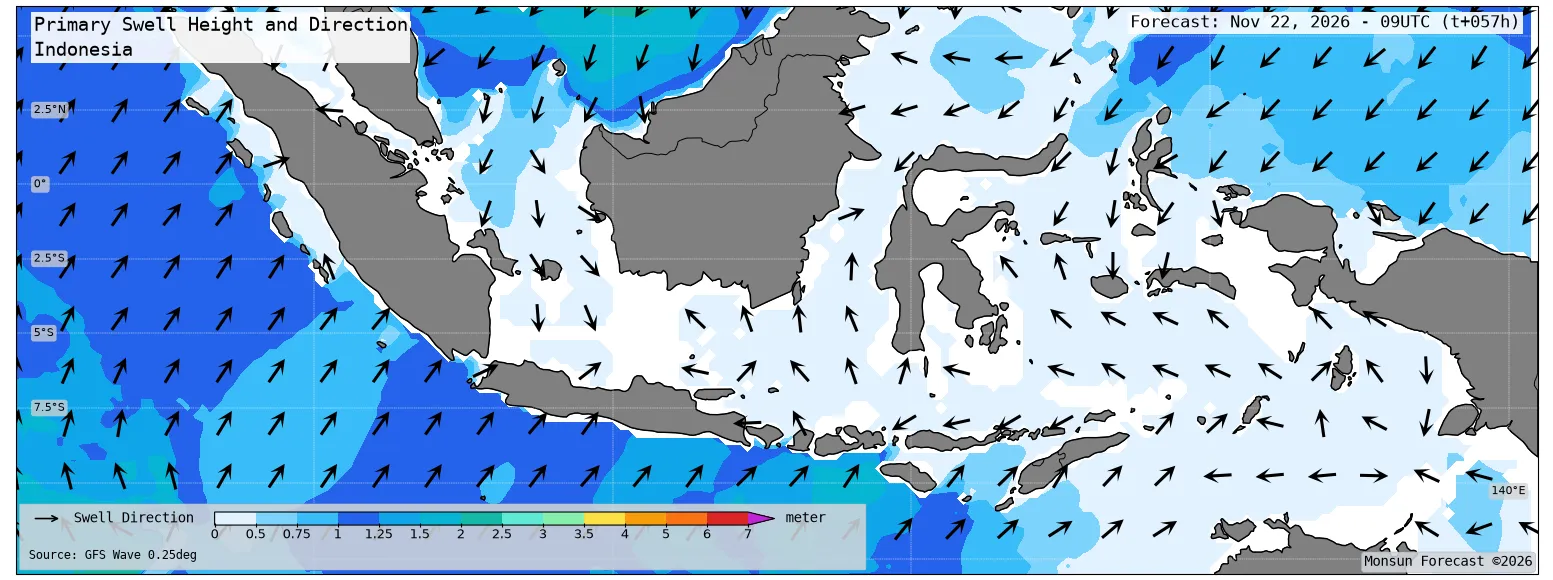 Primary Swell Height and Direction
Indonesia
Forecast: Nov 22, 2026 - 09UTC (t+057h)
2.5°N
0°
2.5°S
5°S
7.5°S
140°E
Swell Direction
0 0.5 0.75 1 1.25 1.5 2 2.5 3 3.5 4 5 6 7
meter
Source: GFS Wave 0.25deg
Monsun Forecast ©2026